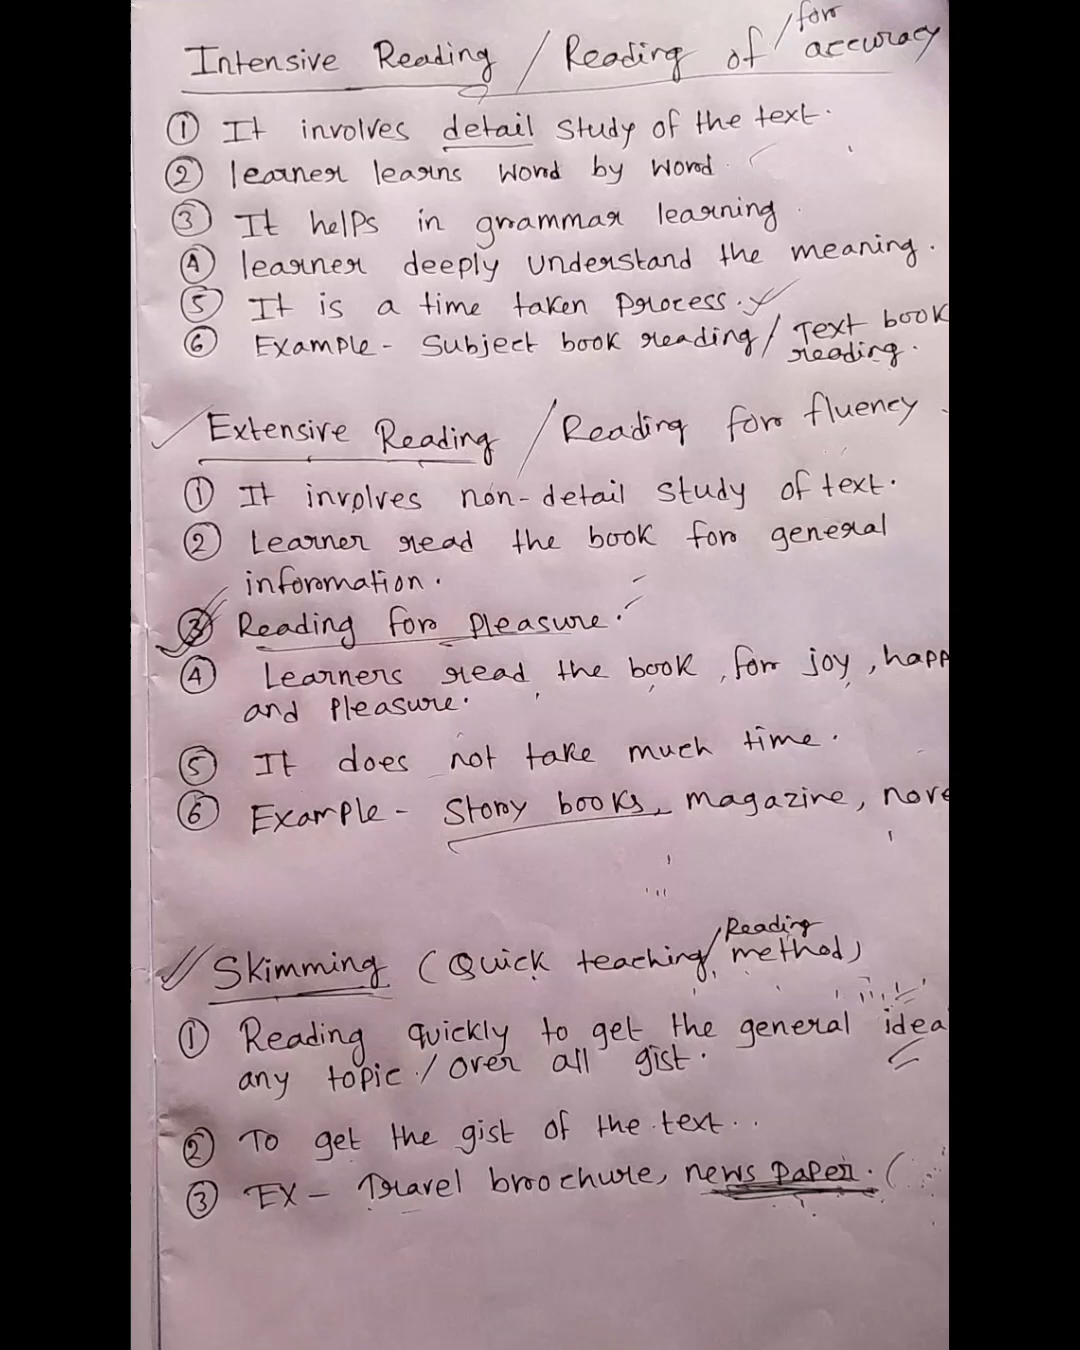 Intensive Reading / Reading of / for accuracy
① It involves detail study of the text.
② learner learns word by word
③ It helps in grammar learning
④ learner deeply understand the meaning.
⑤ It is a time taken process.
⑥ Example - Subject book reading / Text book reading.
Extensive Reading / Reading for fluency
① It involves non-detail study of text.
② Learner read the book for general
information.
③ Reading for pleasure.
④ Learners read the book, for joy, happ
and pleasure.
⑤ It does not take much time.
⑥ Example - Story books, magazine, nove
Skimming (Quick teaching / Reading method)
① Reading quickly to get the general idea
any topic. / over all gist.
② To get the gist of the text..
③ EX - Travel brochure, news paper. (